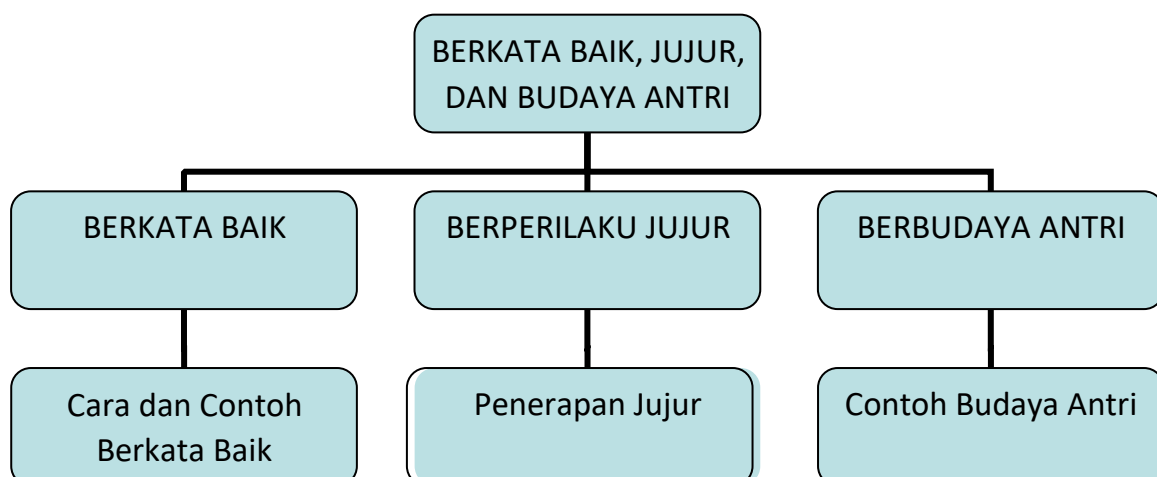 BERKATA BAIK, JUJUR,
DAN BUDAYA ANTRI
BERKATA BAIK
BERPERILAKU JUJUR
BERBUDAYA ANTRI
Cara dan Contoh
Berkata Baik
Penerapan Jujur
Contoh Budaya Antri